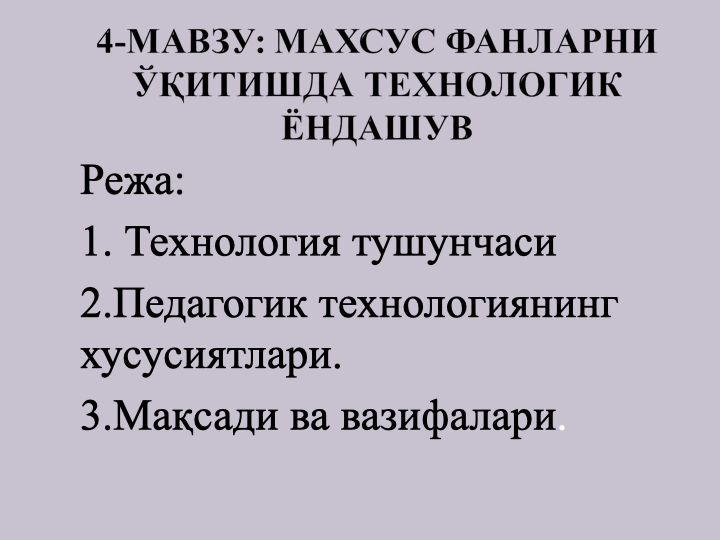 4-МАВЗУ: МАХСУС ФАНЛАРНИ
ЎҚИТИШДА ТЕХНОЛОГИК
ЁНДАШУВ
Режа:
1. Технология тушунчаси
2.Педагогик технологиянинг
хусусиятлари.
3.Мақсади ва вазифалари.